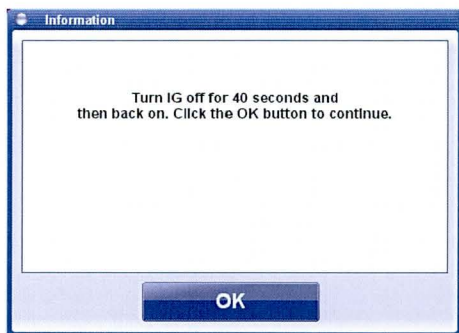 Information
Turn IG off for 40 seconds and
then back on. Click the OK button to continue.
OK